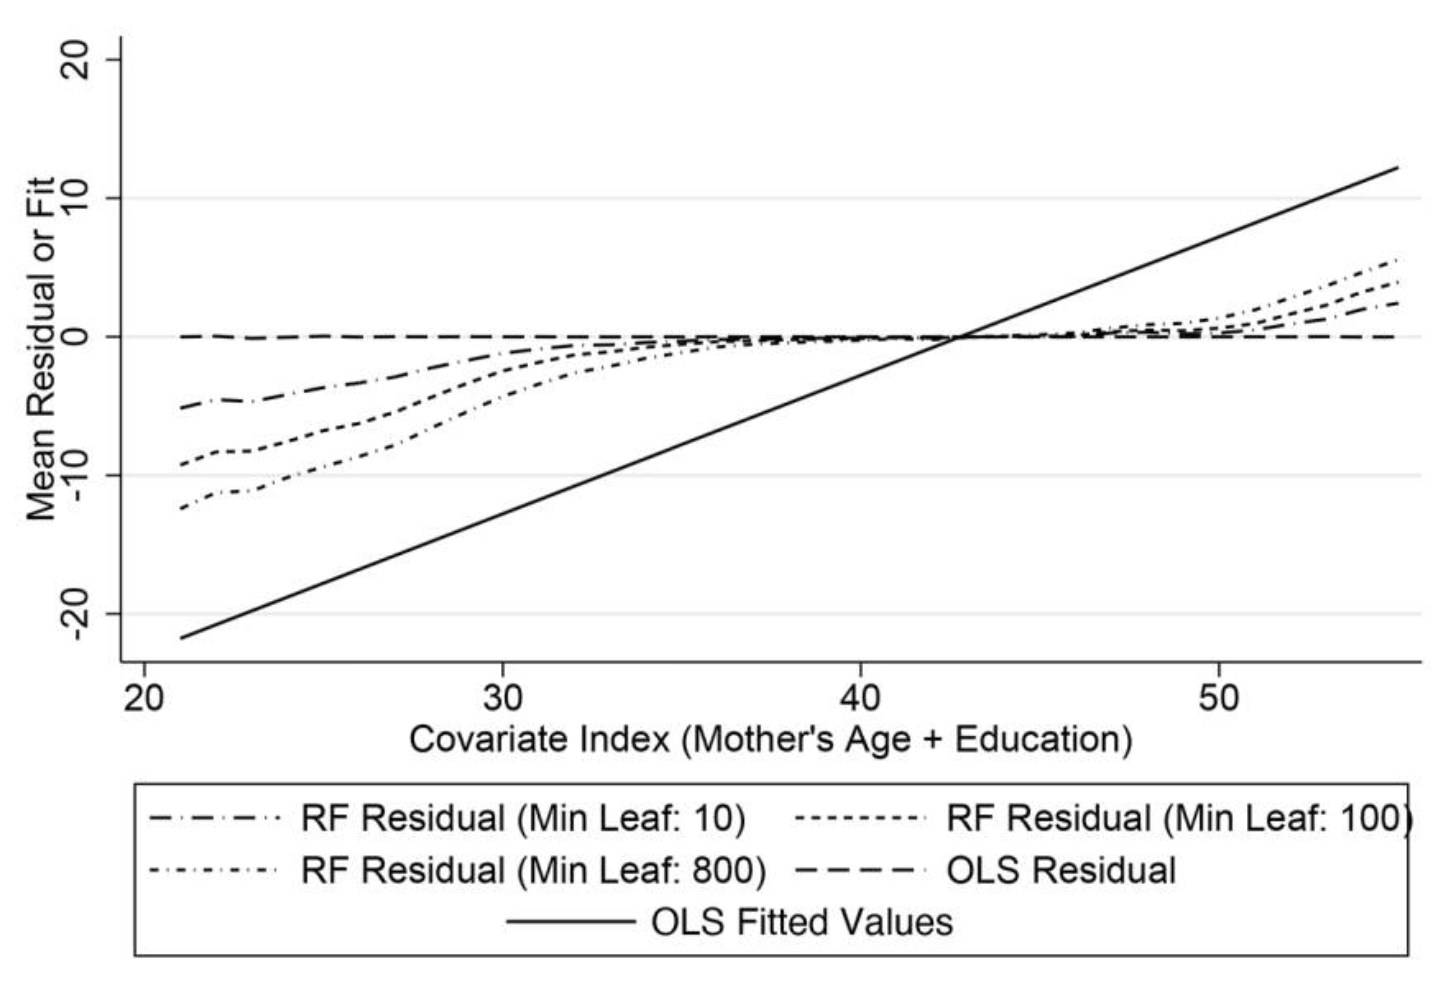 Mean Residual or Fit
20
10
0
-10
-20
20 30 40 50
Covariate Index (Mother's Age + Education)
RF Residual (Min Leaf: 10) RF Residual (Min Leaf: 100)
RF Residual (Min Leaf: 800) OLS Residual
OLS Fitted Values